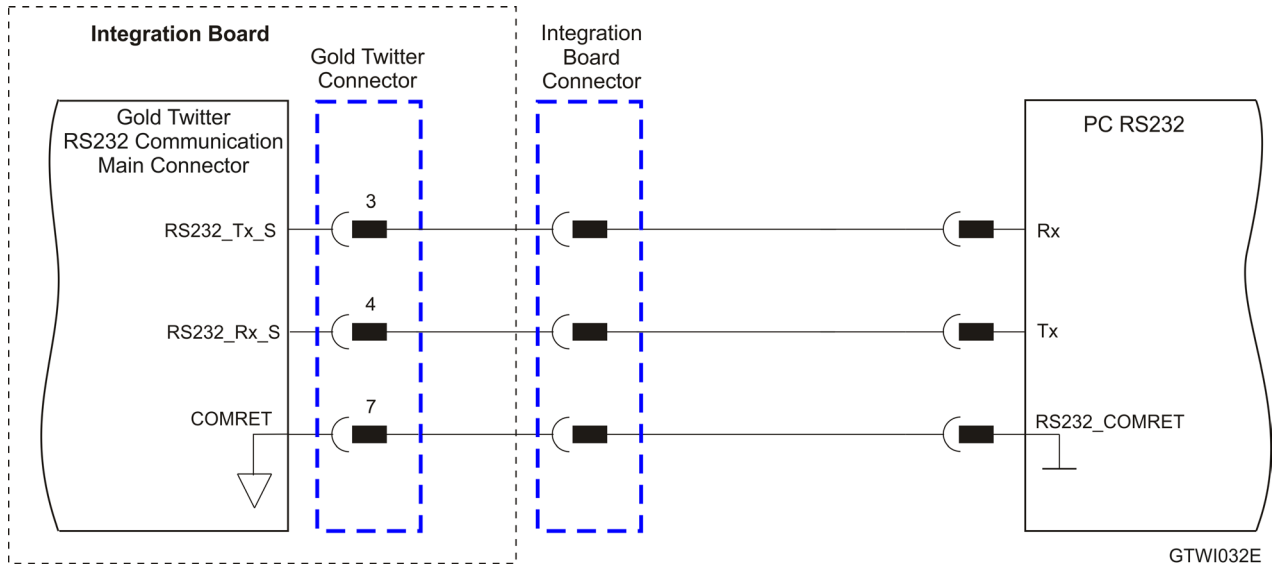 Integration Board
Gold Twitter
Connector
Integration
Board
Connector
Gold Twitter
RS232 Communication
Main Connector
PC RS232
3
RS232_Tx_S
Rx
4
RS232_Rx_S
Tx
7
COMRET
RS232_COMRET
GTWI032E